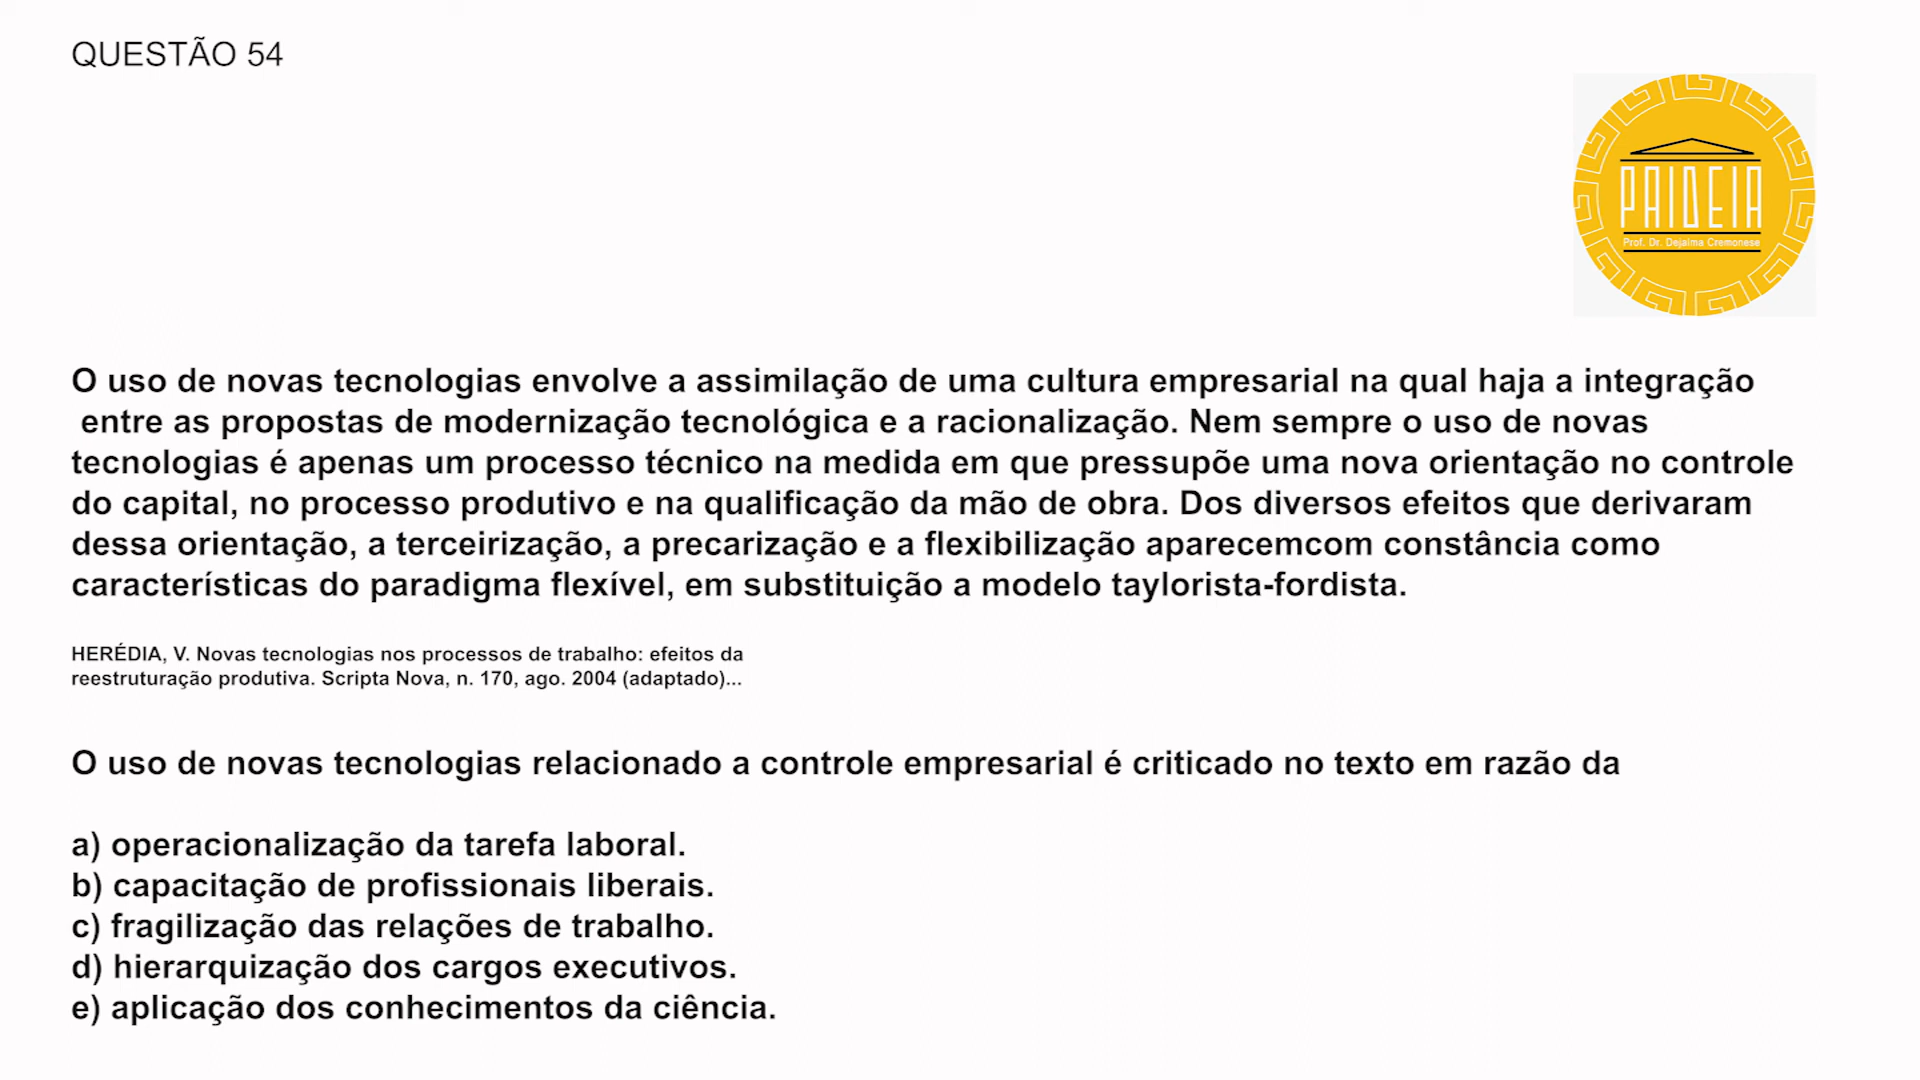 QUESTÃO 54
PAIDEIA
Prof. Dr. Dejalma Cremonese
O uso de novas tecnologias envolve a assimilação de uma cultura empresarial na qual haja a integração
entre as propostas de modernização tecnológica e a racionalização. Nem sempre o uso de novas
tecnologias é apenas um processo técnico na medida em que pressupõe uma nova orientação no controle
do capital, no processo produtivo e na qualificação da mão de obra. Dos diversos efeitos que derivaram
dessa orientação, a terceirização, a precarização e a flexibilização aparecemcom constância como
características do paradigma flexível, em substituição a modelo taylorista-fordista.
HERÉDIA, V. Novas tecnologias nos processos de trabalho: efeitos da
reestruturação produtiva. Scripta Nova, n. 170, ago. 2004 (adaptado)...
O uso de novas tecnologias relacionado a controle empresarial é criticado no texto em razão da
a) operacionalização da tarefa laboral.
b) capacitação de profissionais liberais.
c) fragilização das relações de trabalho.
d) hierarquização dos cargos executivos.
e) aplicação dos conhecimentos da ciência.